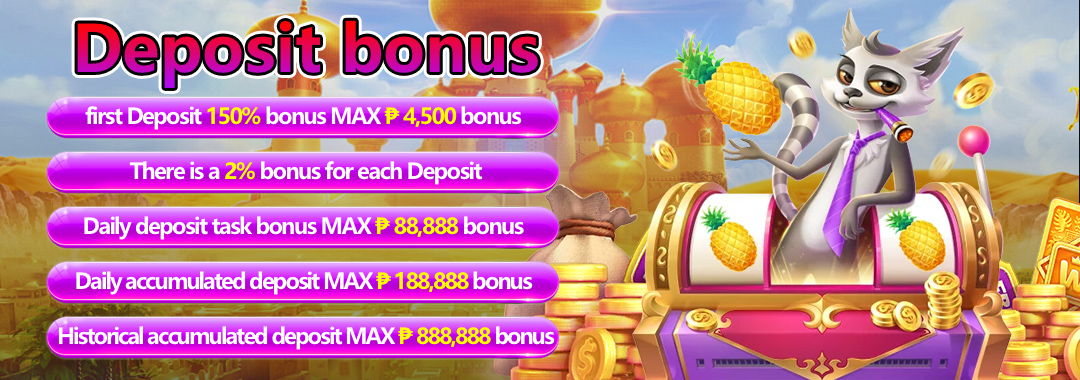 Deposit bonus
first Deposit 150% bonus MAX ₱ 4,500 bonus
There is a 2% bonus for each Deposit
Daily deposit task bonus MAX ₱ 88,888 bonus
Daily accumulated deposit MAX ₱ 188,888 bonus
Historical accumulated deposit MAX ₱ 888,888 bonus